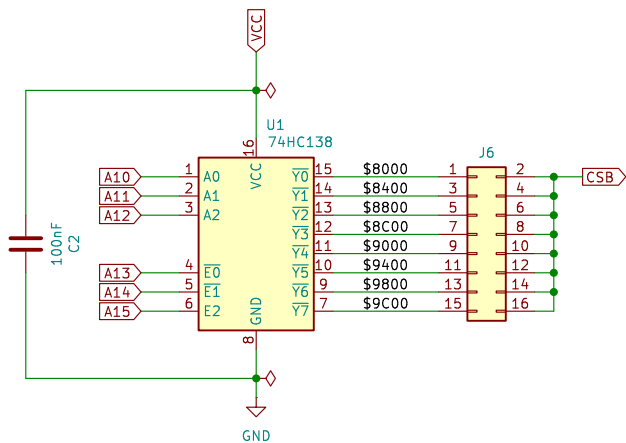 VCC
U1
74HC138
16
VCC
J6
A10 1 A0 Y0 15 $8000 1 2 CSB
A11 2 A1 Y1 14 $8400 3 4
A12 3 A2 Y2 13 $8800 5 6
Y3 12 $8C00 7 8
100nF
C2
Y4 11 $9000 9 10
A13 4 E0 Y5 10 $9400 11 12
A14 5 E1 Y6 9 $9800 13 14
A15 6 E2 Y7 7 $9C00 15 16
GND
8
GND